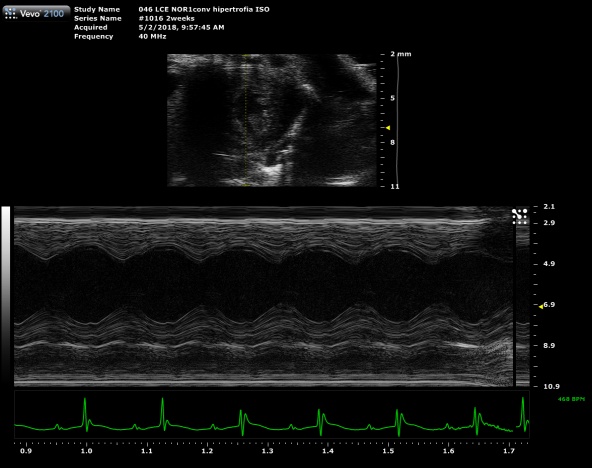 Vevo 2100
Study Name 046 LCE NOR1conv hipertrofia ISO
Series Name #1016 2weeks
Acquired 5/2/2018, 9:57:45 AM
Frequency 40 MHz
2 mm
5
8
11
2.1
2.9
4.9
6.9
8.9
10.9
468 BPM
0.9 1.0 1.1 1.2 1.3 1.4 1.5 1.6 1.7